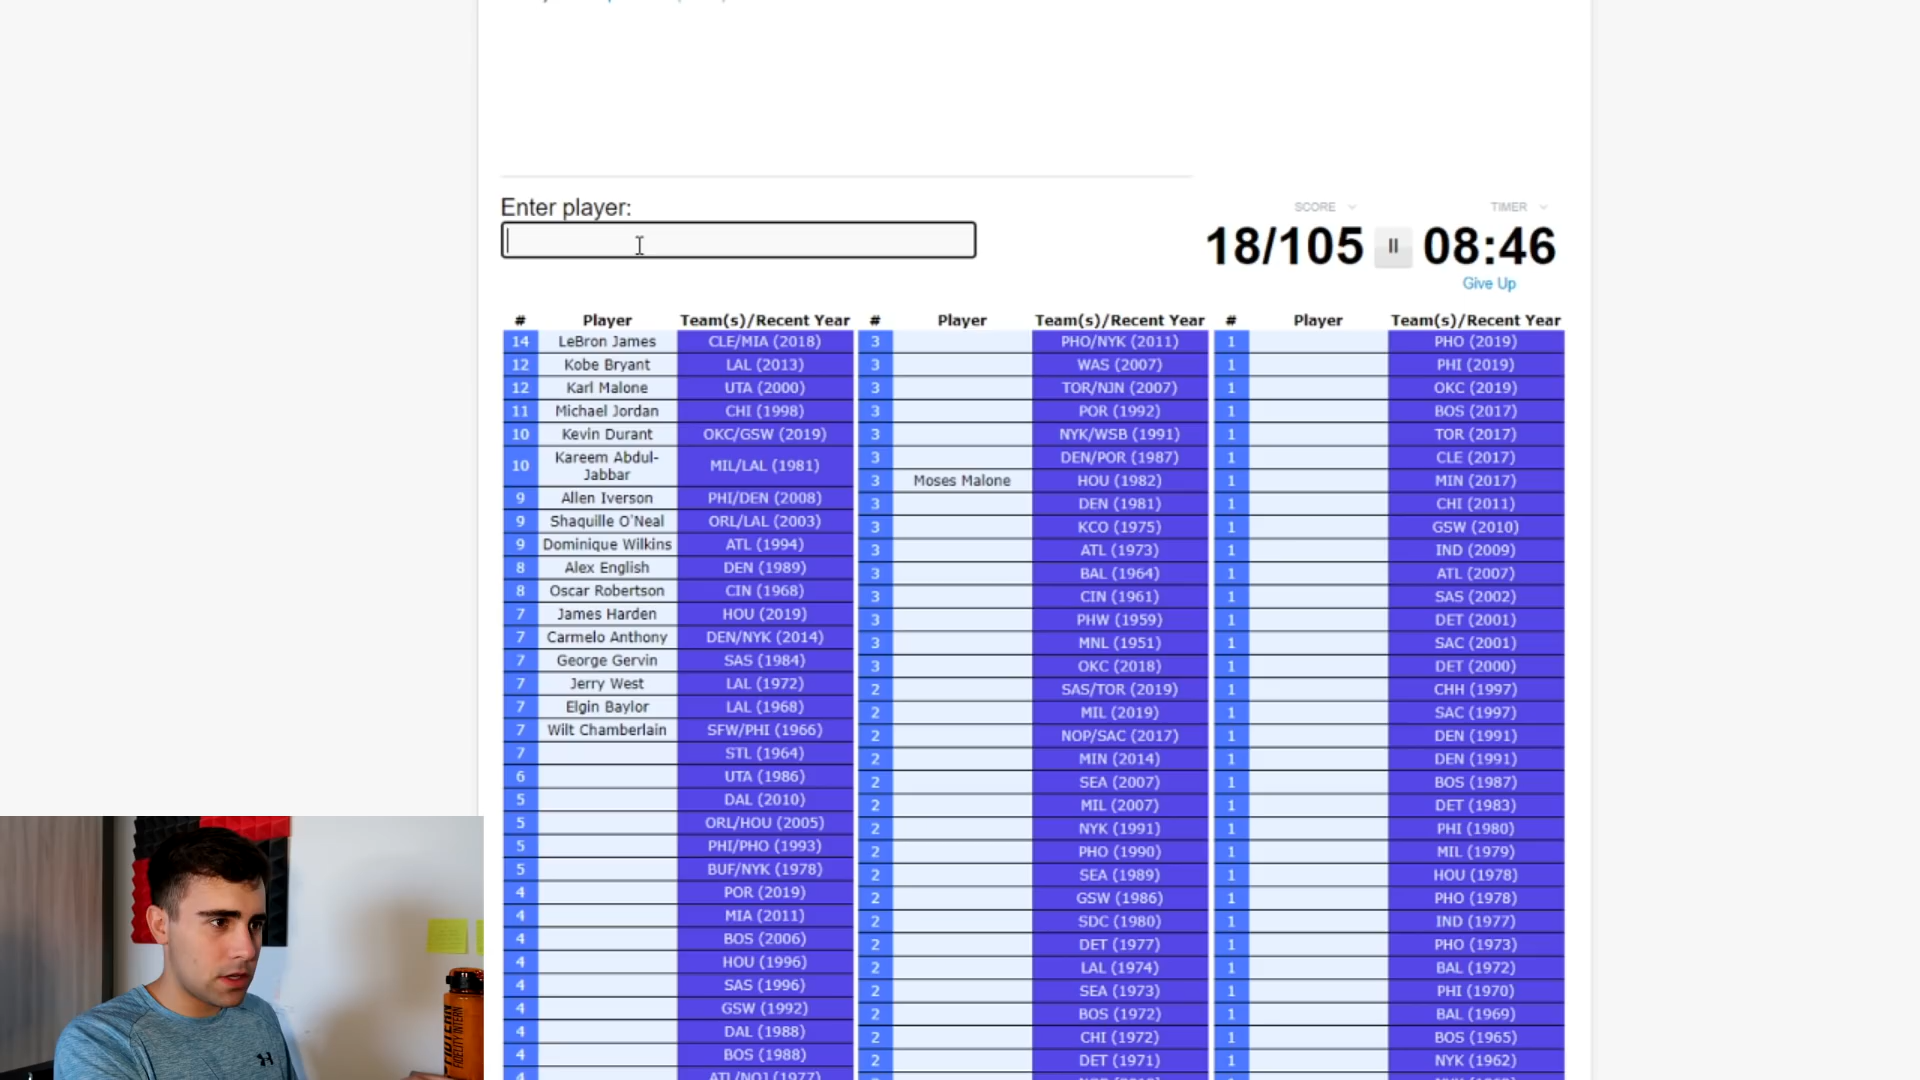 Enter player:
SCORE
TIMER
18/105
08:46
Give Up
# Player Team(s)/Recent Year # Player Team(s)/Recent Year # Player Team(s)/Recent Year
14 LeBron James CLE/MIA (2018) 3 PHO/NYK (2011) 1 PHO (2019)
12 Kobe Bryant LAL (2013) 3 WAS (2007) 1 PHI (2019)
12 Karl Malone UTA (2000) 3 TOR/NJN (2007) 1 OKC (2019)
11 Michael Jordan CHI (1998) 3 POR (1992) 1 BOS (2017)
10 Kevin Durant OKC/GSW (2019) 3 NYK/WSB (1991) 1 TOR (2017)
10 Kareem Abdul-Jabbar MIL/LAL (1981) 3 DEN/POR (1987) 1 CLE (2017)
3 Moses Malone HOU (1982) 1 MIN (2017)
9 Allen Iverson PHI/DEN (2008) 3 DEN (1981) 1 CHI (2011)
9 Shaquille O'Neal ORL/LAL (2003) 3 KCO (1975) 1 GSW (2010)
9 Dominique Wilkins ATL (1994) 3 ATL (1973) 1 IND (2009)
8 Alex English DEN (1989) 3 BAL (1964) 1 ATL (2007)
8 Oscar Robertson CIN (1968) 3 CIN (1961) 1 SAS (2002)
7 James Harden HOU (2019) 3 PHW (1959) 1 DET (2001)
7 Carmelo Anthony DEN/NYK (2014) 3 MNL (1951) 1 SAC (2001)
7 George Gervin SAS (1984) 3 OKC (2018) 1 DET (2000)
7 Jerry West LAL (1972) 2 SAS/TOR (2019) 1 CHH (1997)
7 Elgin Baylor LAL (1968) 2 MIL (2019) 1 SAC (1997)
7 Wilt Chamberlain SFW/PHI (1966) 2 NOP/SAC (2017) 1 DEN (1991)
7 STL (1964) 2 MIN (2014) 1 DEN (1991)
6 UTA (1986) 2 SEA (2007) 1 BOS (1987)
5 DAL (2010) 2 MIL (2007) 1 DET (1983)
5 ORL/HOU (2005) 2 NYK (1991) 1 PHI (1980)
5 PHI/PHO (1993) 2 PHO (1990) 1 MIL (1979)
5 BUF/NYK (1978) 2 SEA (1989) 1 HOU (1978)
4 POR (2019) 2 GSW (1986) 1 PHO (1978)
4 MIA (2011) 2 SDC (1980) 1 IND (1977)
4 BOS (2006) 2 DET (1977) 1 PHO (1973)
4 HOU (1996) 2 LAL (1974) 1 BAL (1972)
4 SAS (1996) 2 SEA (1973) 1 PHI (1970)
4 GSW (1992) 2 BOS (1972) 1 BAL (1969)
4 DAL (1988) 2 CHI (1972) 1 BOS (1965)
4 BOS (1988) 2 DET (1971) 1 NYK (1962)
4 ATL/NOJ (1977)
FIDELITY INTERN